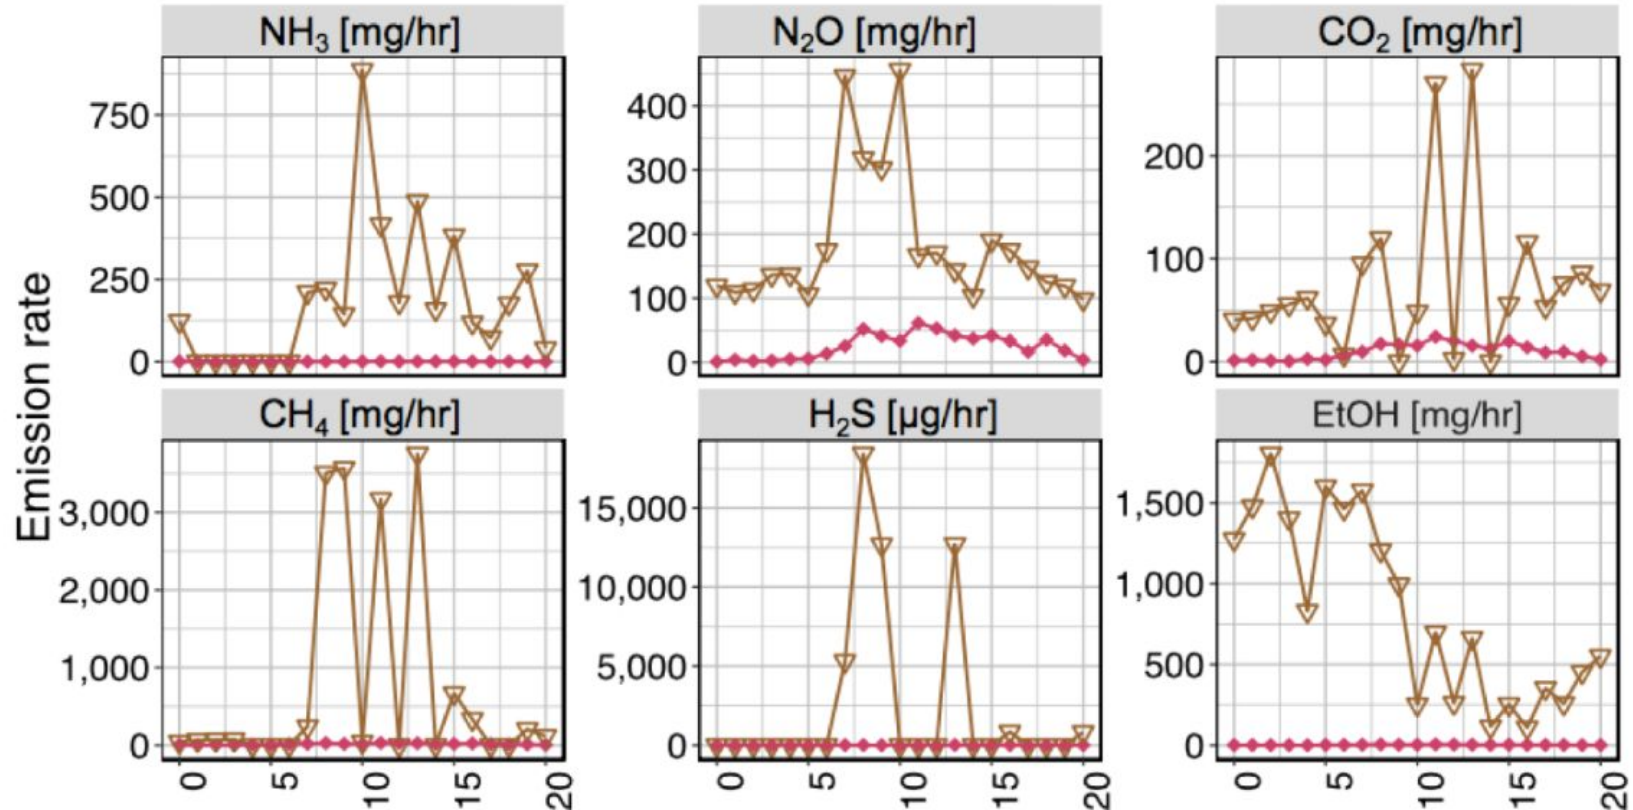 NH₃ [mg/hr]
N₂O [mg/hr]
CO₂ [mg/hr]
750
500
250
0
400
300
200
100
0
200
100
0
Emission rate
CH₄ [mg/hr]
H₂S [µg/hr]
EtOH [mg/hr]
3,000
2,000
1,000
0
15,000
10,000
5,000
0
1,500
1,000
500
0
0 5 10 15 20
0 5 10 15 20
0 5 10 15 20